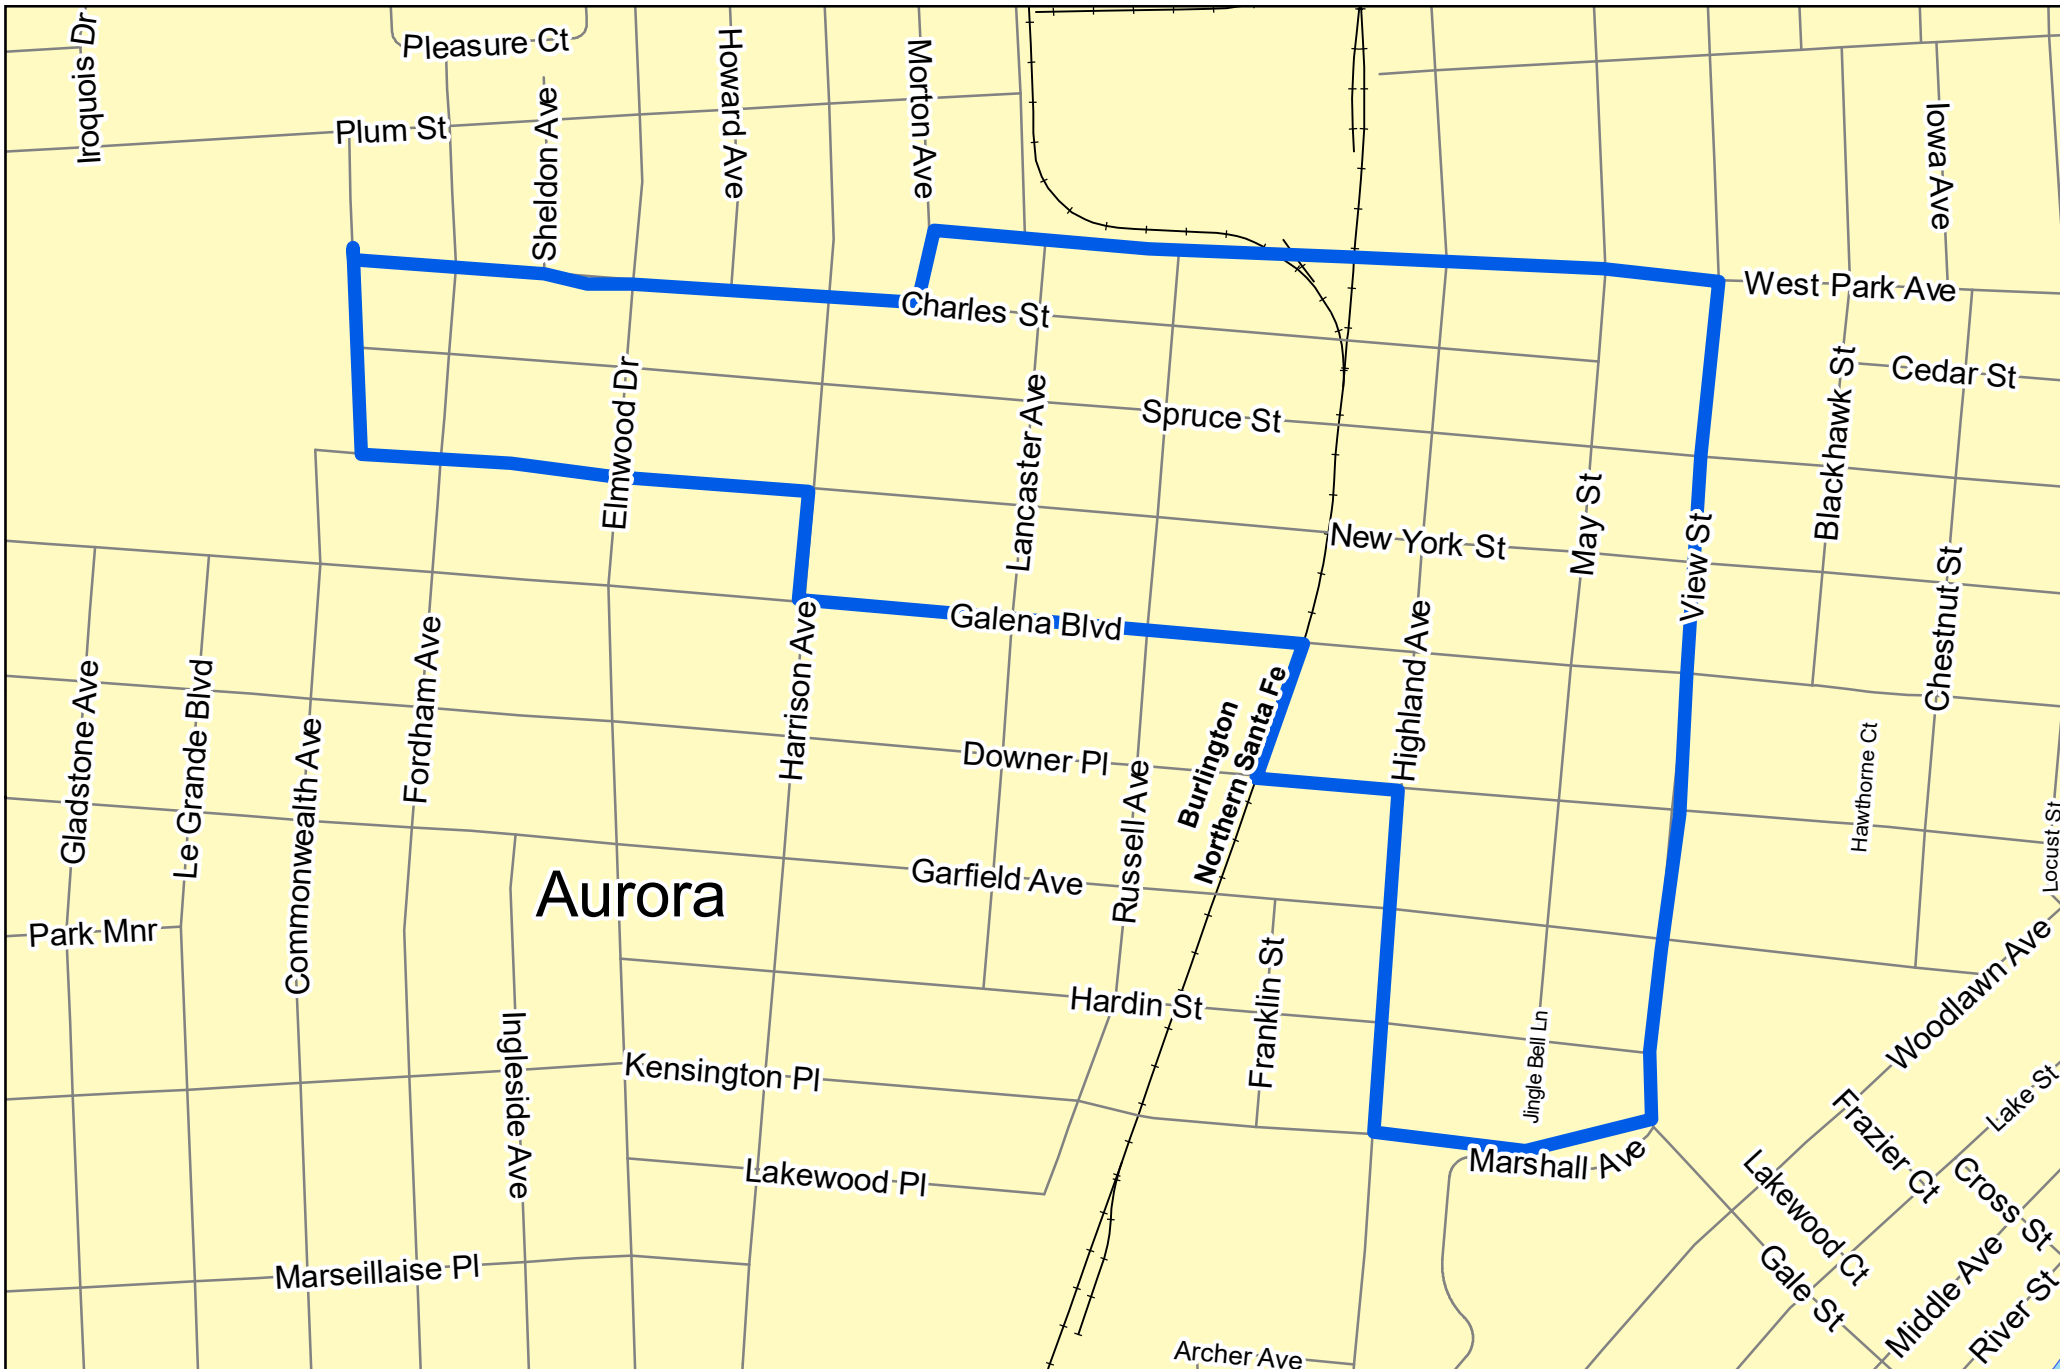 Iroquois Dr
Pleasure Ct
Plum St
Sheldon Ave
Howard Ave
Morton Ave
Iowa Ave
West Park Ave
Charles St
Cedar St
Spruce St
Elmwood Dr
Lancaster Ave
Blackhawk St
New York St
May St
View St
Chestnut St
Galena Blvd
Highland Ave
Harrison Ave
Fordham Ave
Gladstone Ave
Le Grande Blvd
Commonwealth Ave
Downer Pl
Russell Ave
Burlington
Northern Santa Fe
Hawthorne Ct
Locust St
Garfield Ave
Aurora
Park Mnr
Hardin St
Franklin St
Jingle Bell Ln
Woodlawn Ave
Ingleside Ave
Kensington Pl
Lakewood Pl
Marshall Ave
Lake St
Frazier Ct
Cross St
Lakewood Ct
Gale St
Middle Ave
River St
Marseillaise Pl
Archer Ave